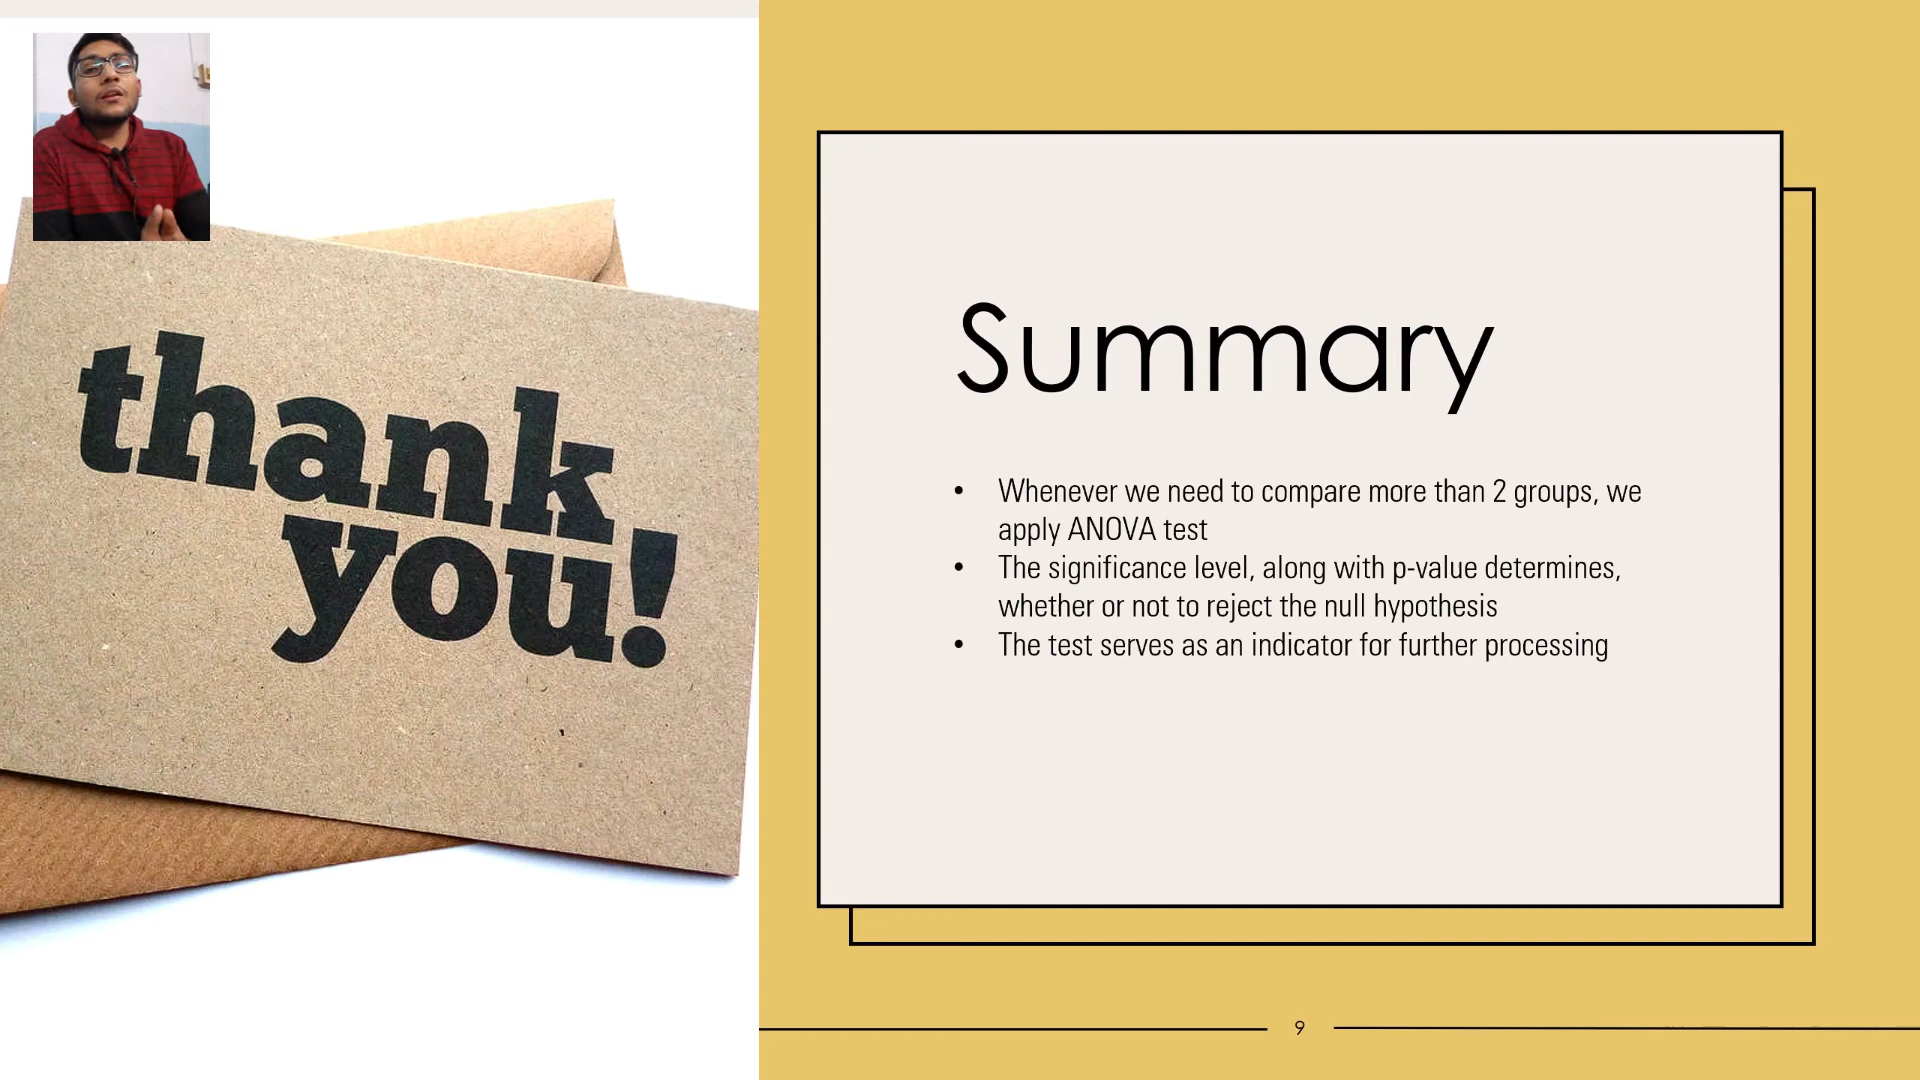 thank
you!
Summary
• Whenever we need to compare more than 2 groups, we
apply ANOVA test
• The significance level, along with p-value determines,
whether or not to reject the null hypothesis
• The test serves as an indicator for further processing
9